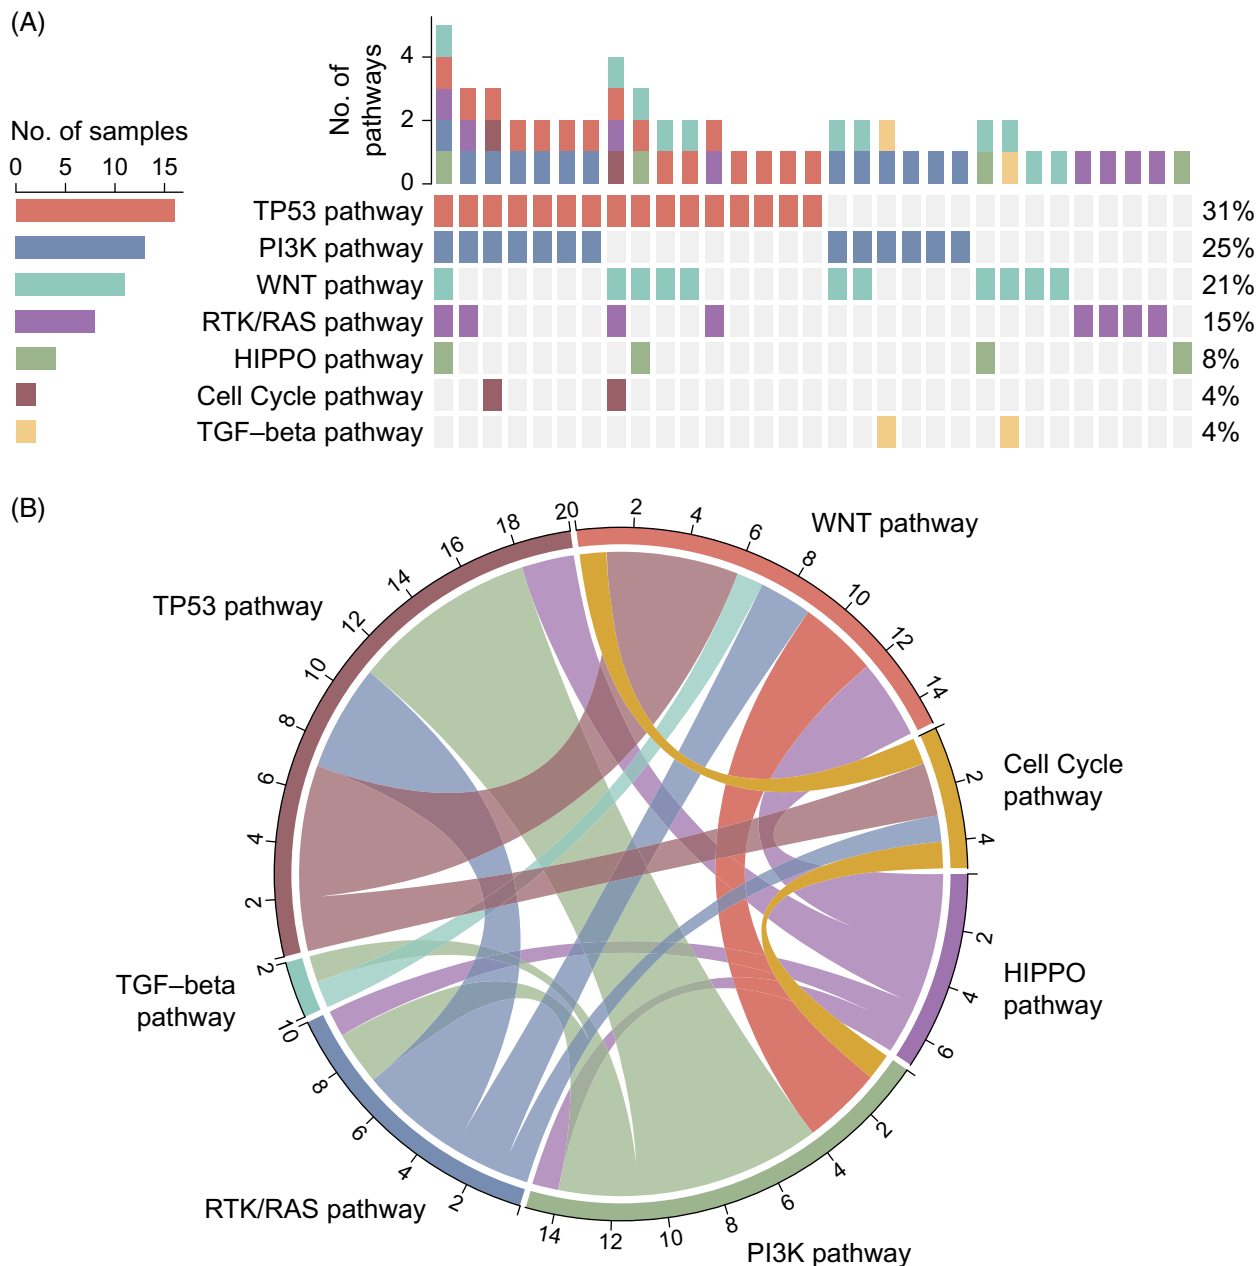 (A)
No. of samples
0 5 10 15
No. of
pathways
4
2
0
TP53 pathway 31%
PI3K pathway 25%
WNT pathway 21%
RTK/RAS pathway 15%
HIPPO pathway 8%
Cell Cycle pathway 4%
TGF–beta pathway 4%
(B)
WNT pathway
2 4 6 8 10 12 14
Cell Cycle
pathway
2 4
HIPPO
pathway
2 4 6
PI3K pathway
2 4 6 8 10 12 14
RTK/RAS pathway
2 4 6 8 10
TGF–beta
pathway
2
TP53 pathway
2 4 6 8 10 12 14 16 18 20